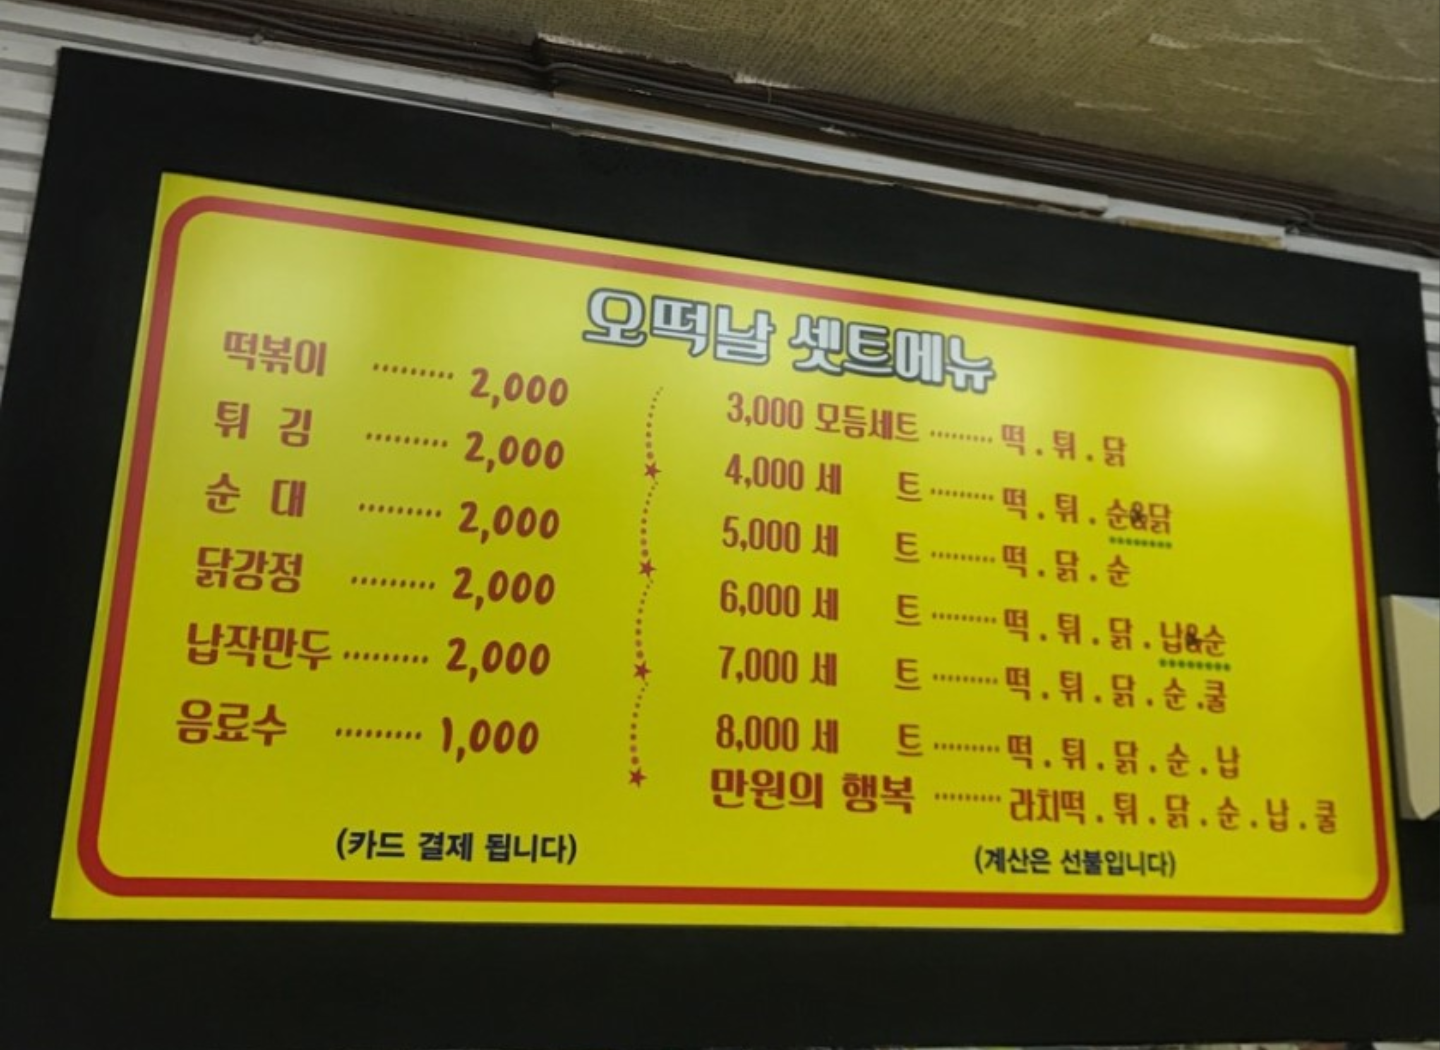 오떡날 셋트메뉴
떡볶이 ········· 2,000
튀 김 ········· 2,000
순 대 ········· 2,000
닭강정 ········· 2,000
납작만두 ········· 2,000
음료수 ········· 1,000
(카드 결제 됩니다)
3,000 모듬세트 ········· 떡.튀.닭
4,000 세 트 ········· 떡.튀.순&닭
5,000 세 트 ········· 떡.닭.순
6,000 세 트 ········· 떡.튀.닭.납&순
7,000 세 트 ········· 떡.튀.닭.순.쿨
8,000 세 트 ········· 떡.튀.닭.순.납
만원의 행복 ········· 라치떡.튀.닭.순.납.쿨
(계산은 선불입니다)